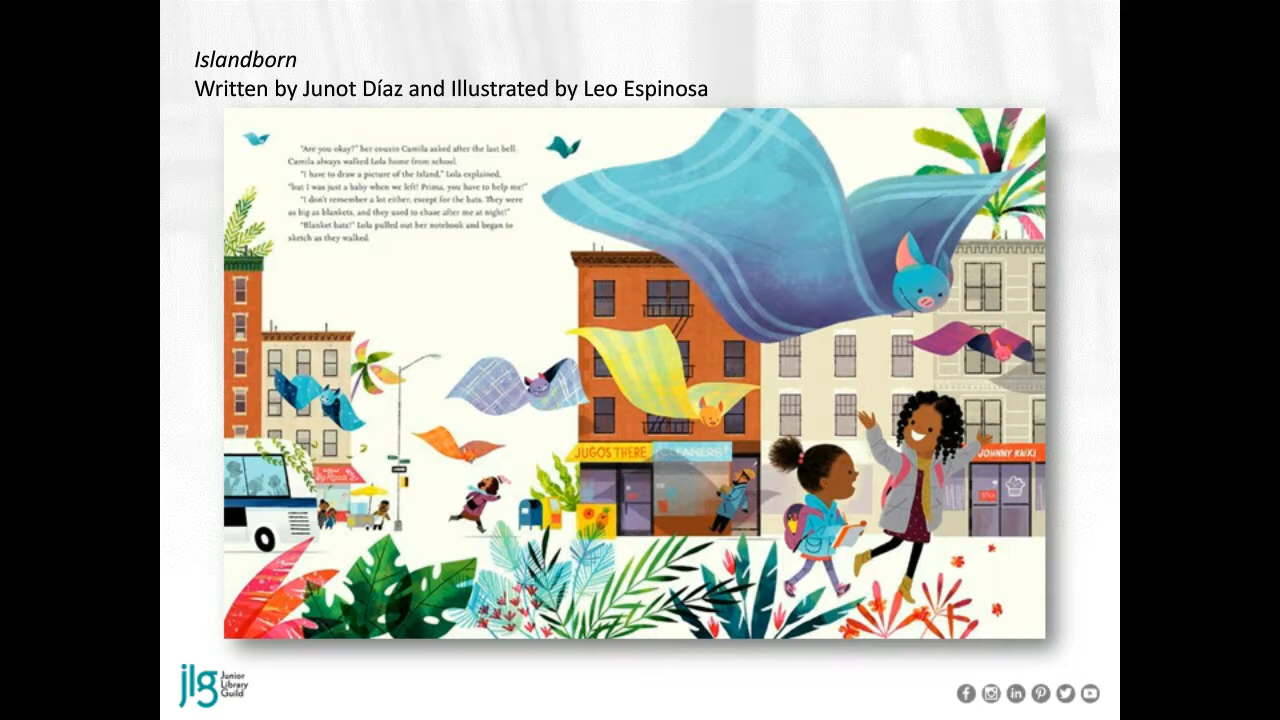 Islandborn
Written by Junot Díaz and Illustrated by Leo Espinosa
"Are you okay?" her cousin Camila asked after the last bell.
Camila always walked Lola home from school.
"I have to draw a picture of the Island," Lola explained,
"but I was just a baby when we left! Prima, you have to help me!"
"I don't remember a lot either, except for the bats. They were
as big as blankets, and they used to chase after me at night!"
"Blanket bats!" Lola pulled out her notebook and began to
sketch as they walked.
JUGOS THERE
CLEANERS
JOHNNY KAIKI
by Rosa's
jlg Junior
Library
Guild